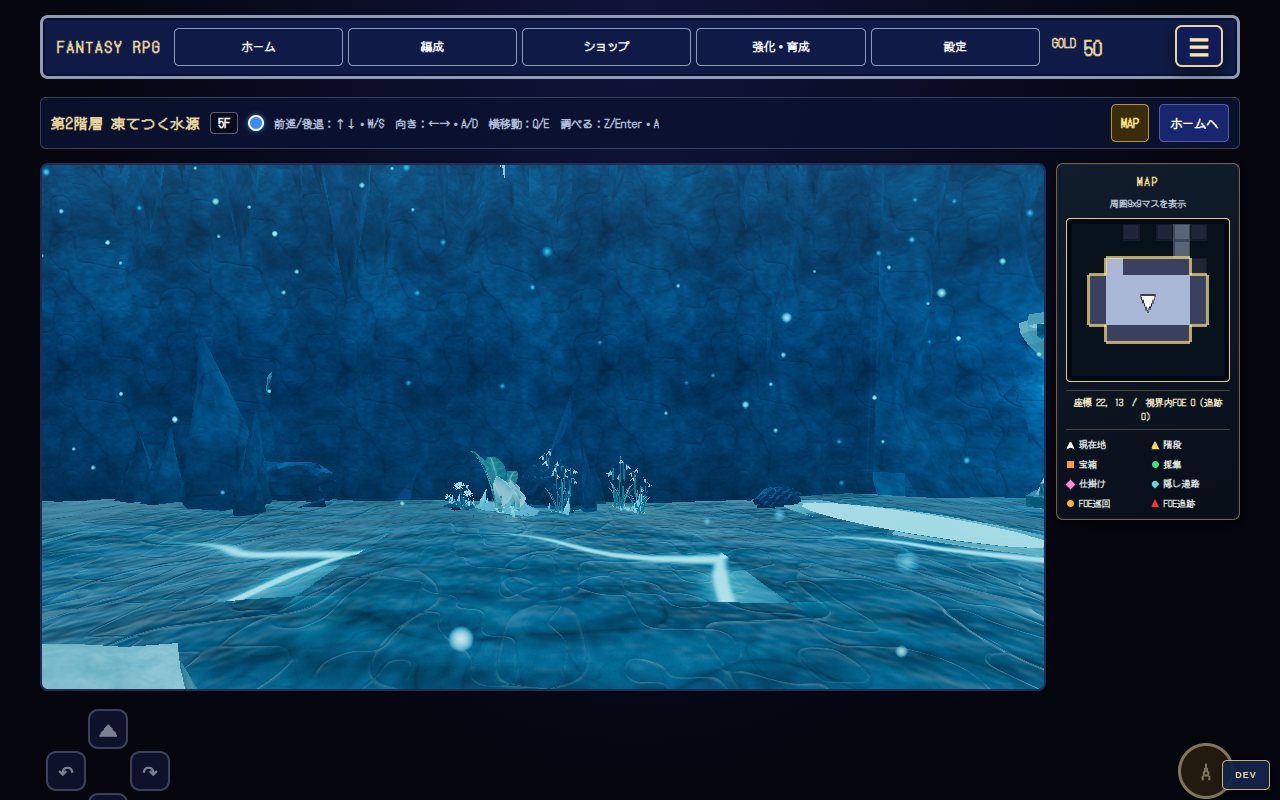 FANTASY RPG
ホーム
編成
ショップ
強化・育成
設定
GOLD 50
第2階層 凍てつく水源
5F
前進/後退:↑↓・W/S 向き:←→・A/D 横移動:Q/E 調べる:Z/Enter・A
MAP
ホームへ
MAP
周囲9x9マスを表示
座標 22, 13 / 視界内FOE 0 (追跡
0)
現在地
階段
宝箱
採集
仕掛け
隠し通路
FOE巡回
FOE追跡
A
DEV